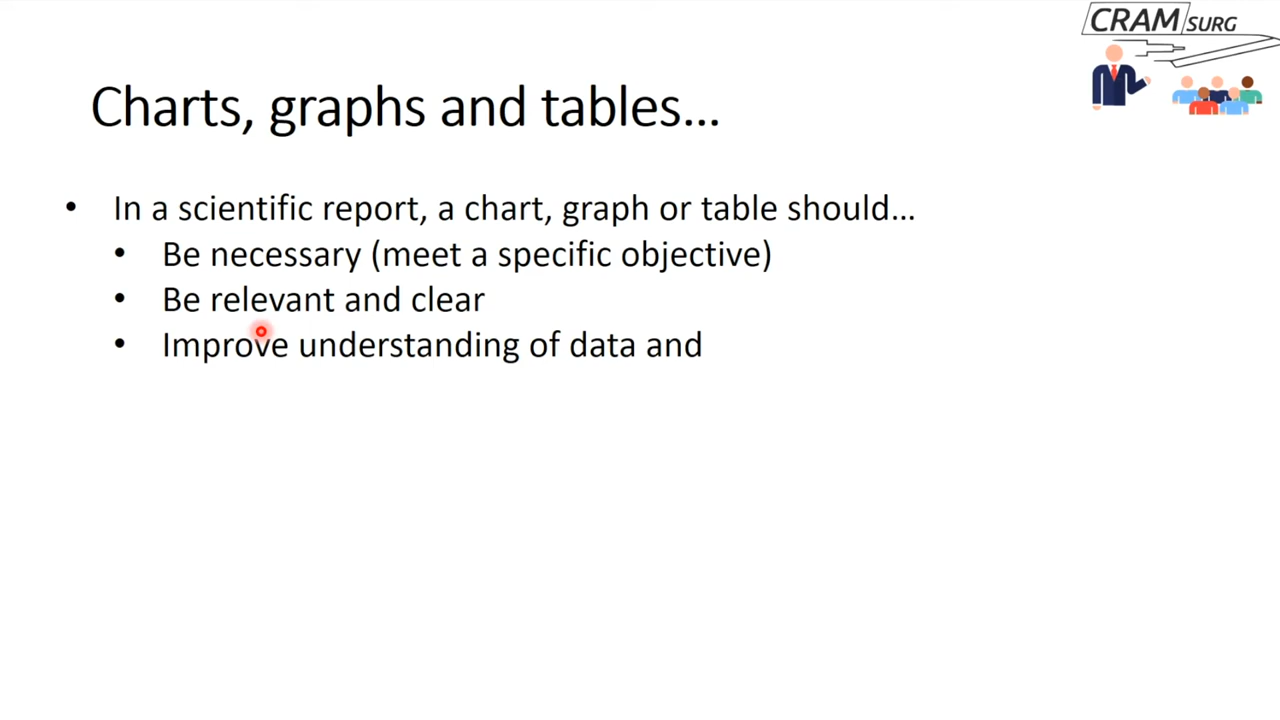 CRAM SURG
Charts, graphs and tables...
• In a scientific report, a chart, graph or table should...
• Be necessary (meet a specific objective)
• Be relevant and clear
• Improve understanding of data and